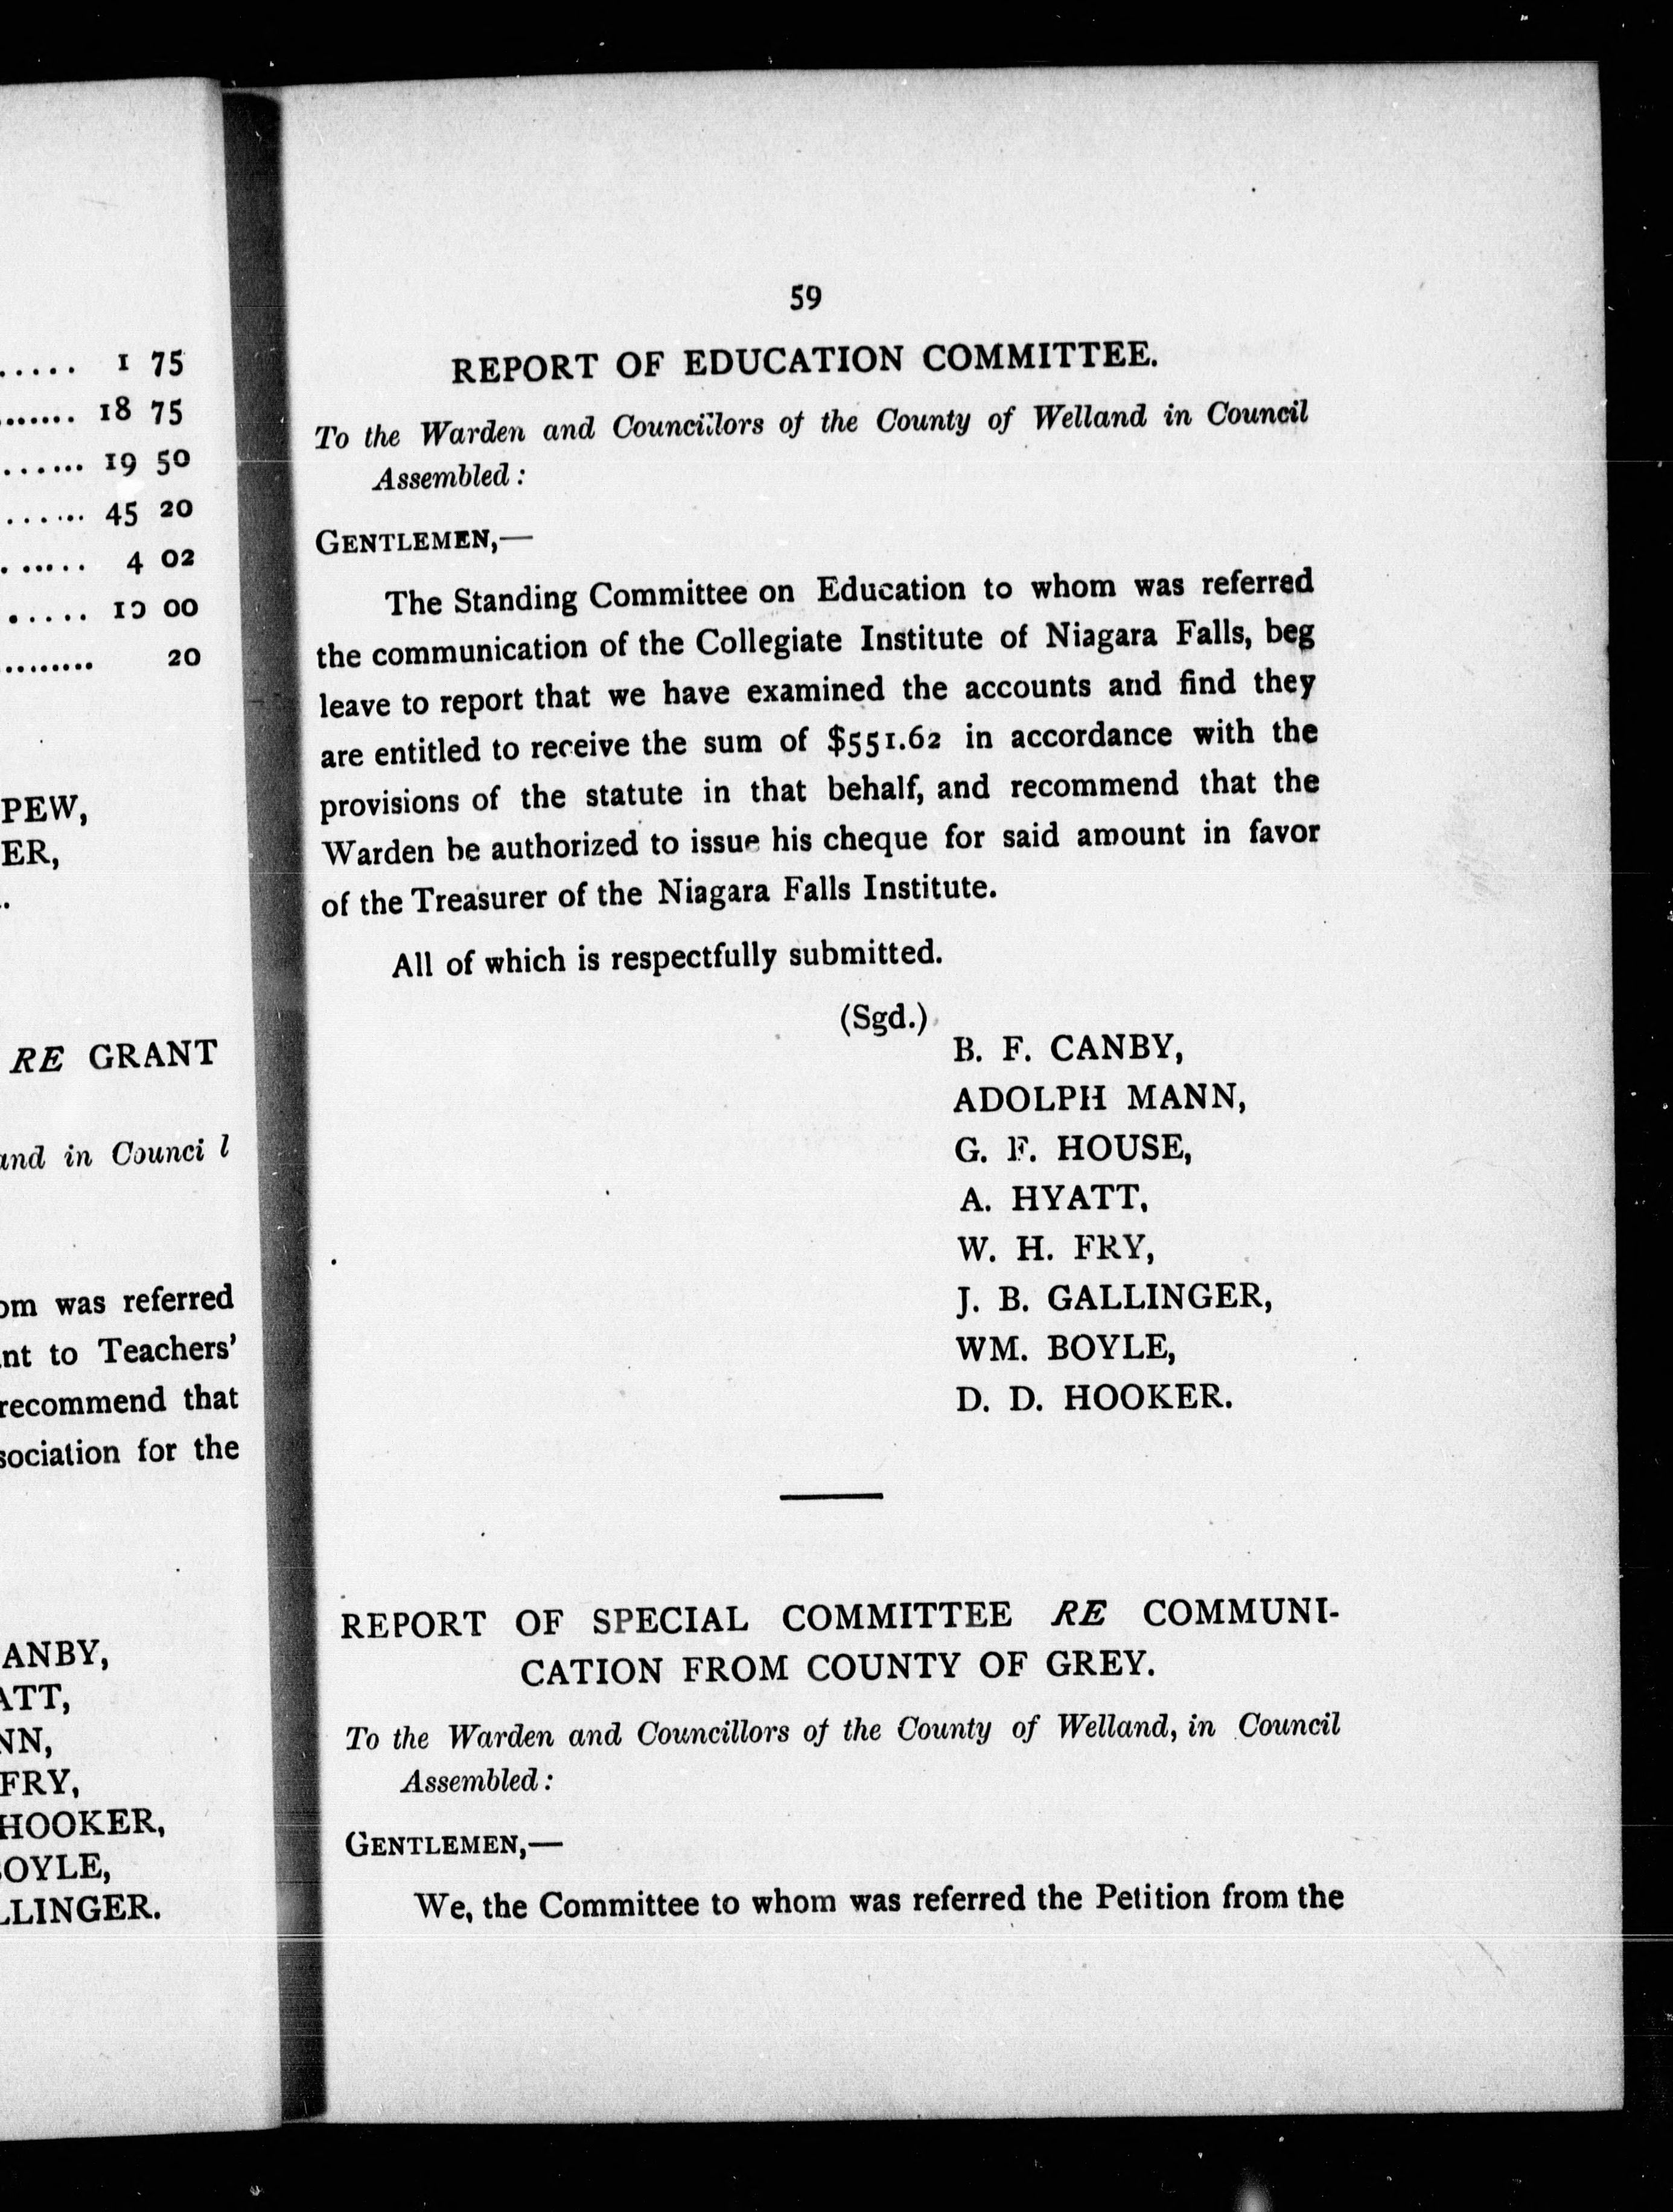 ..... 1 75
....... 18 75
...... 19 50
...... 45 20
..... 4 02
..... 10 00
......... 20
PEW,
ER,
.
RE GRANT
and in Counci l
om was referred
nt to Teachers'
recommend that
sociation for the
ANBY,
ATT,
NN,
FRY,
HOOKER,
OYLE,
LLINGER.
59
REPORT OF EDUCATION COMMITTEE.
To the Warden and Councillors of the County of Welland in Council
Assembled :
GENTLEMEN,—
The Standing Committee on Education to whom was referred
the communication of the Collegiate Institute of Niagara Falls, beg
leave to report that we have examined the accounts and find they
are entitled to receive the sum of $551.62 in accordance with the
provisions of the statute in that behalf, and recommend that the
Warden be authorized to issue his cheque for said amount in favor
of the Treasurer of the Niagara Falls Institute.
All of which is respectfully submitted.
(Sgd.)
B. F. CANBY,
ADOLPH MANN,
G. F. HOUSE,
A. HYATT,
W. H. FRY,
J. B. GALLINGER,
WM. BOYLE,
D. D. HOOKER.
REPORT OF SPECIAL COMMITTEE RE COMMUNI-
CATION FROM COUNTY OF GREY.
To the Warden and Councillors of the County of Welland, in Council
Assembled :
GENTLEMEN,—
We, the Committee to whom was referred the Petition from the